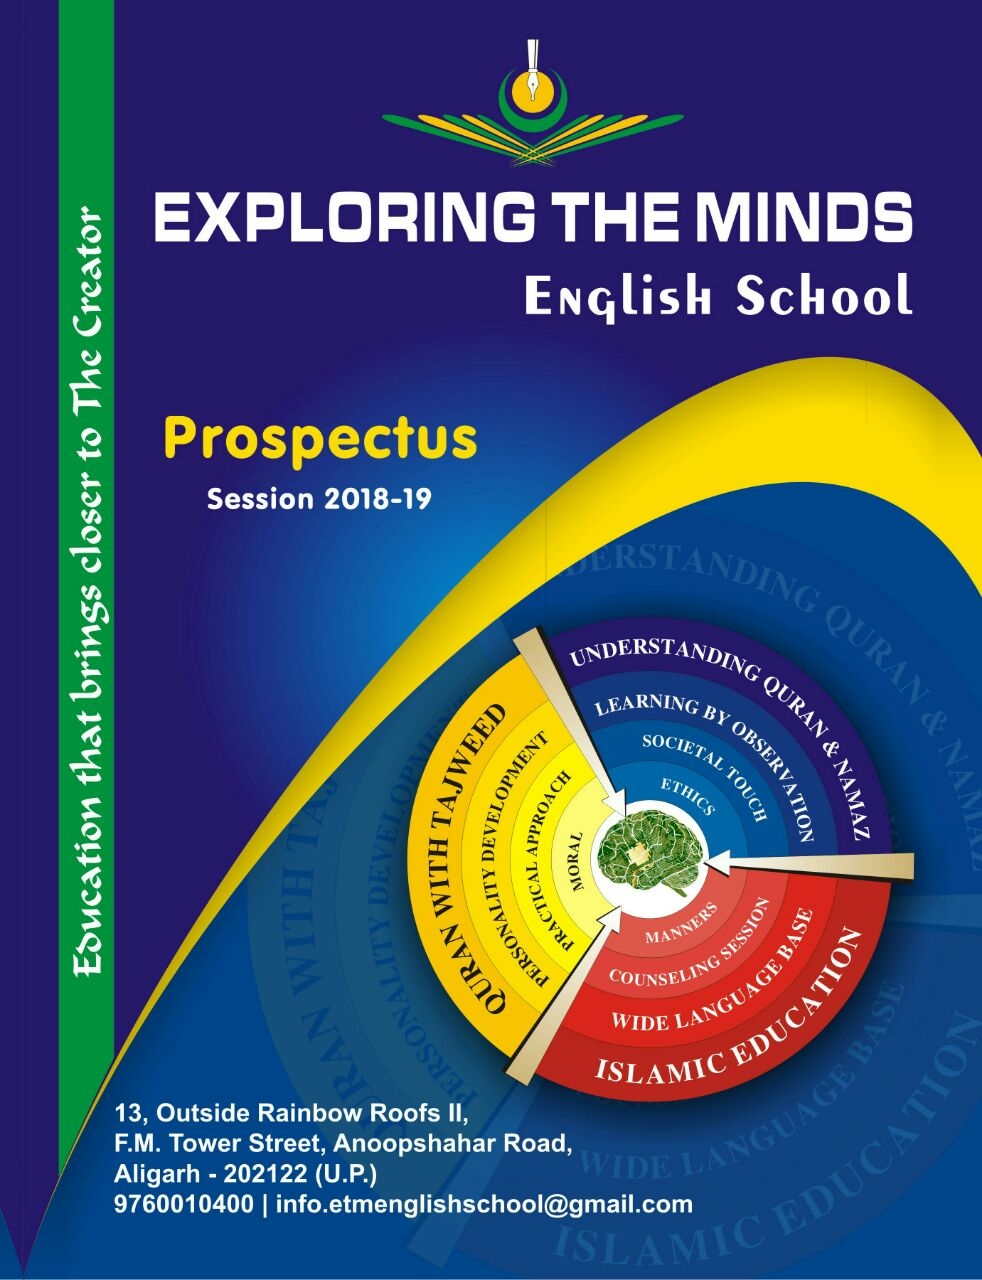 EXPLORING THE MINDS
English School
Education that brings closer to The Creator
Prospectus
Session 2018-19
UNDERSTANDING QURAN & NAMAZ
LEARNING BY OBSERVATION
SOCIETAL TOUCH
ETHICS
QURAN WITH TAJWEED
PERSONALITY DEVELOPMENT
PRACTICAL APPROACH
MORAL
MANNERS
COUNSELING SESSION
WIDE LANGUAGE BASE
ISLAMIC EDUCATION
13, Outside Rainbow Roofs II,
F.M. Tower Street, Anoopshahar Road,
Aligarh - 202122 (U.P.)
9760010400 | info.etmenglishschool@gmail.com